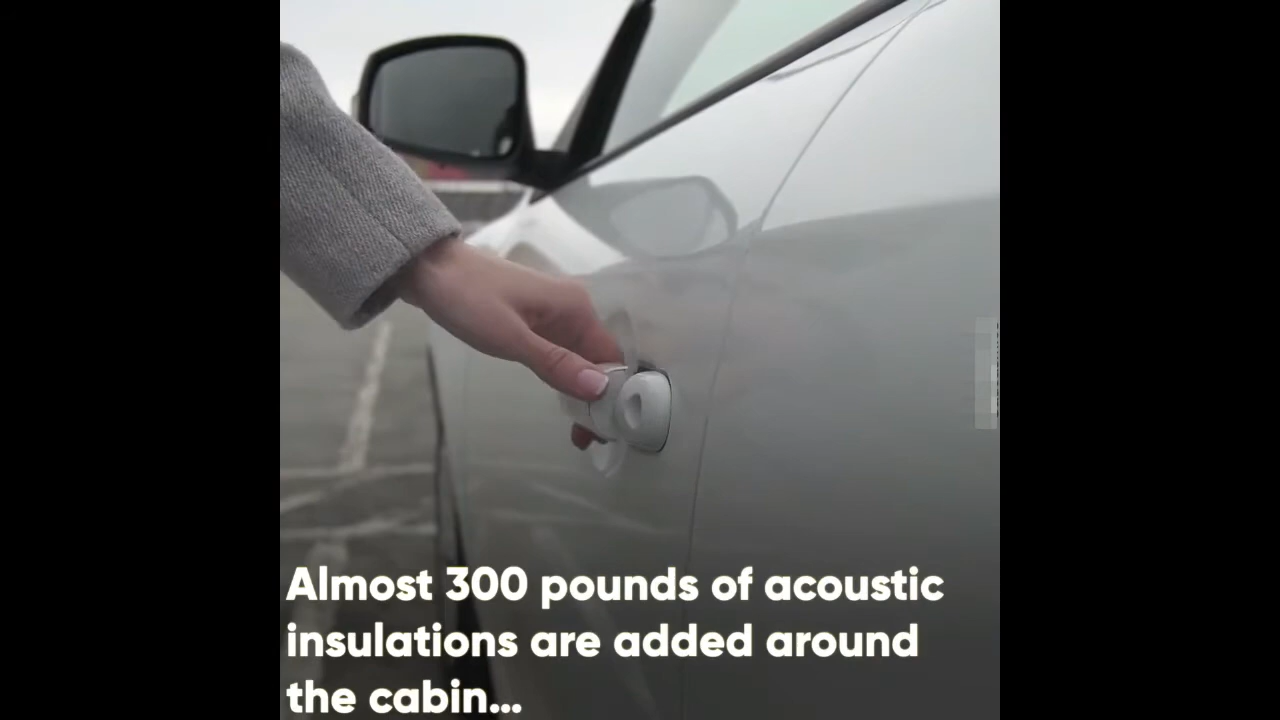 Almost 300 pounds of acoustic
insulations are added around
the cabin...